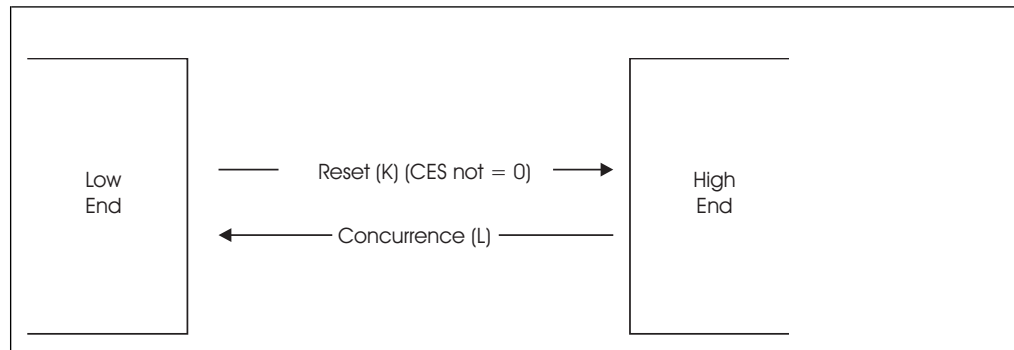 Low
End
Reset (K) (CES not = 0)
Concurrence (L)
High
End